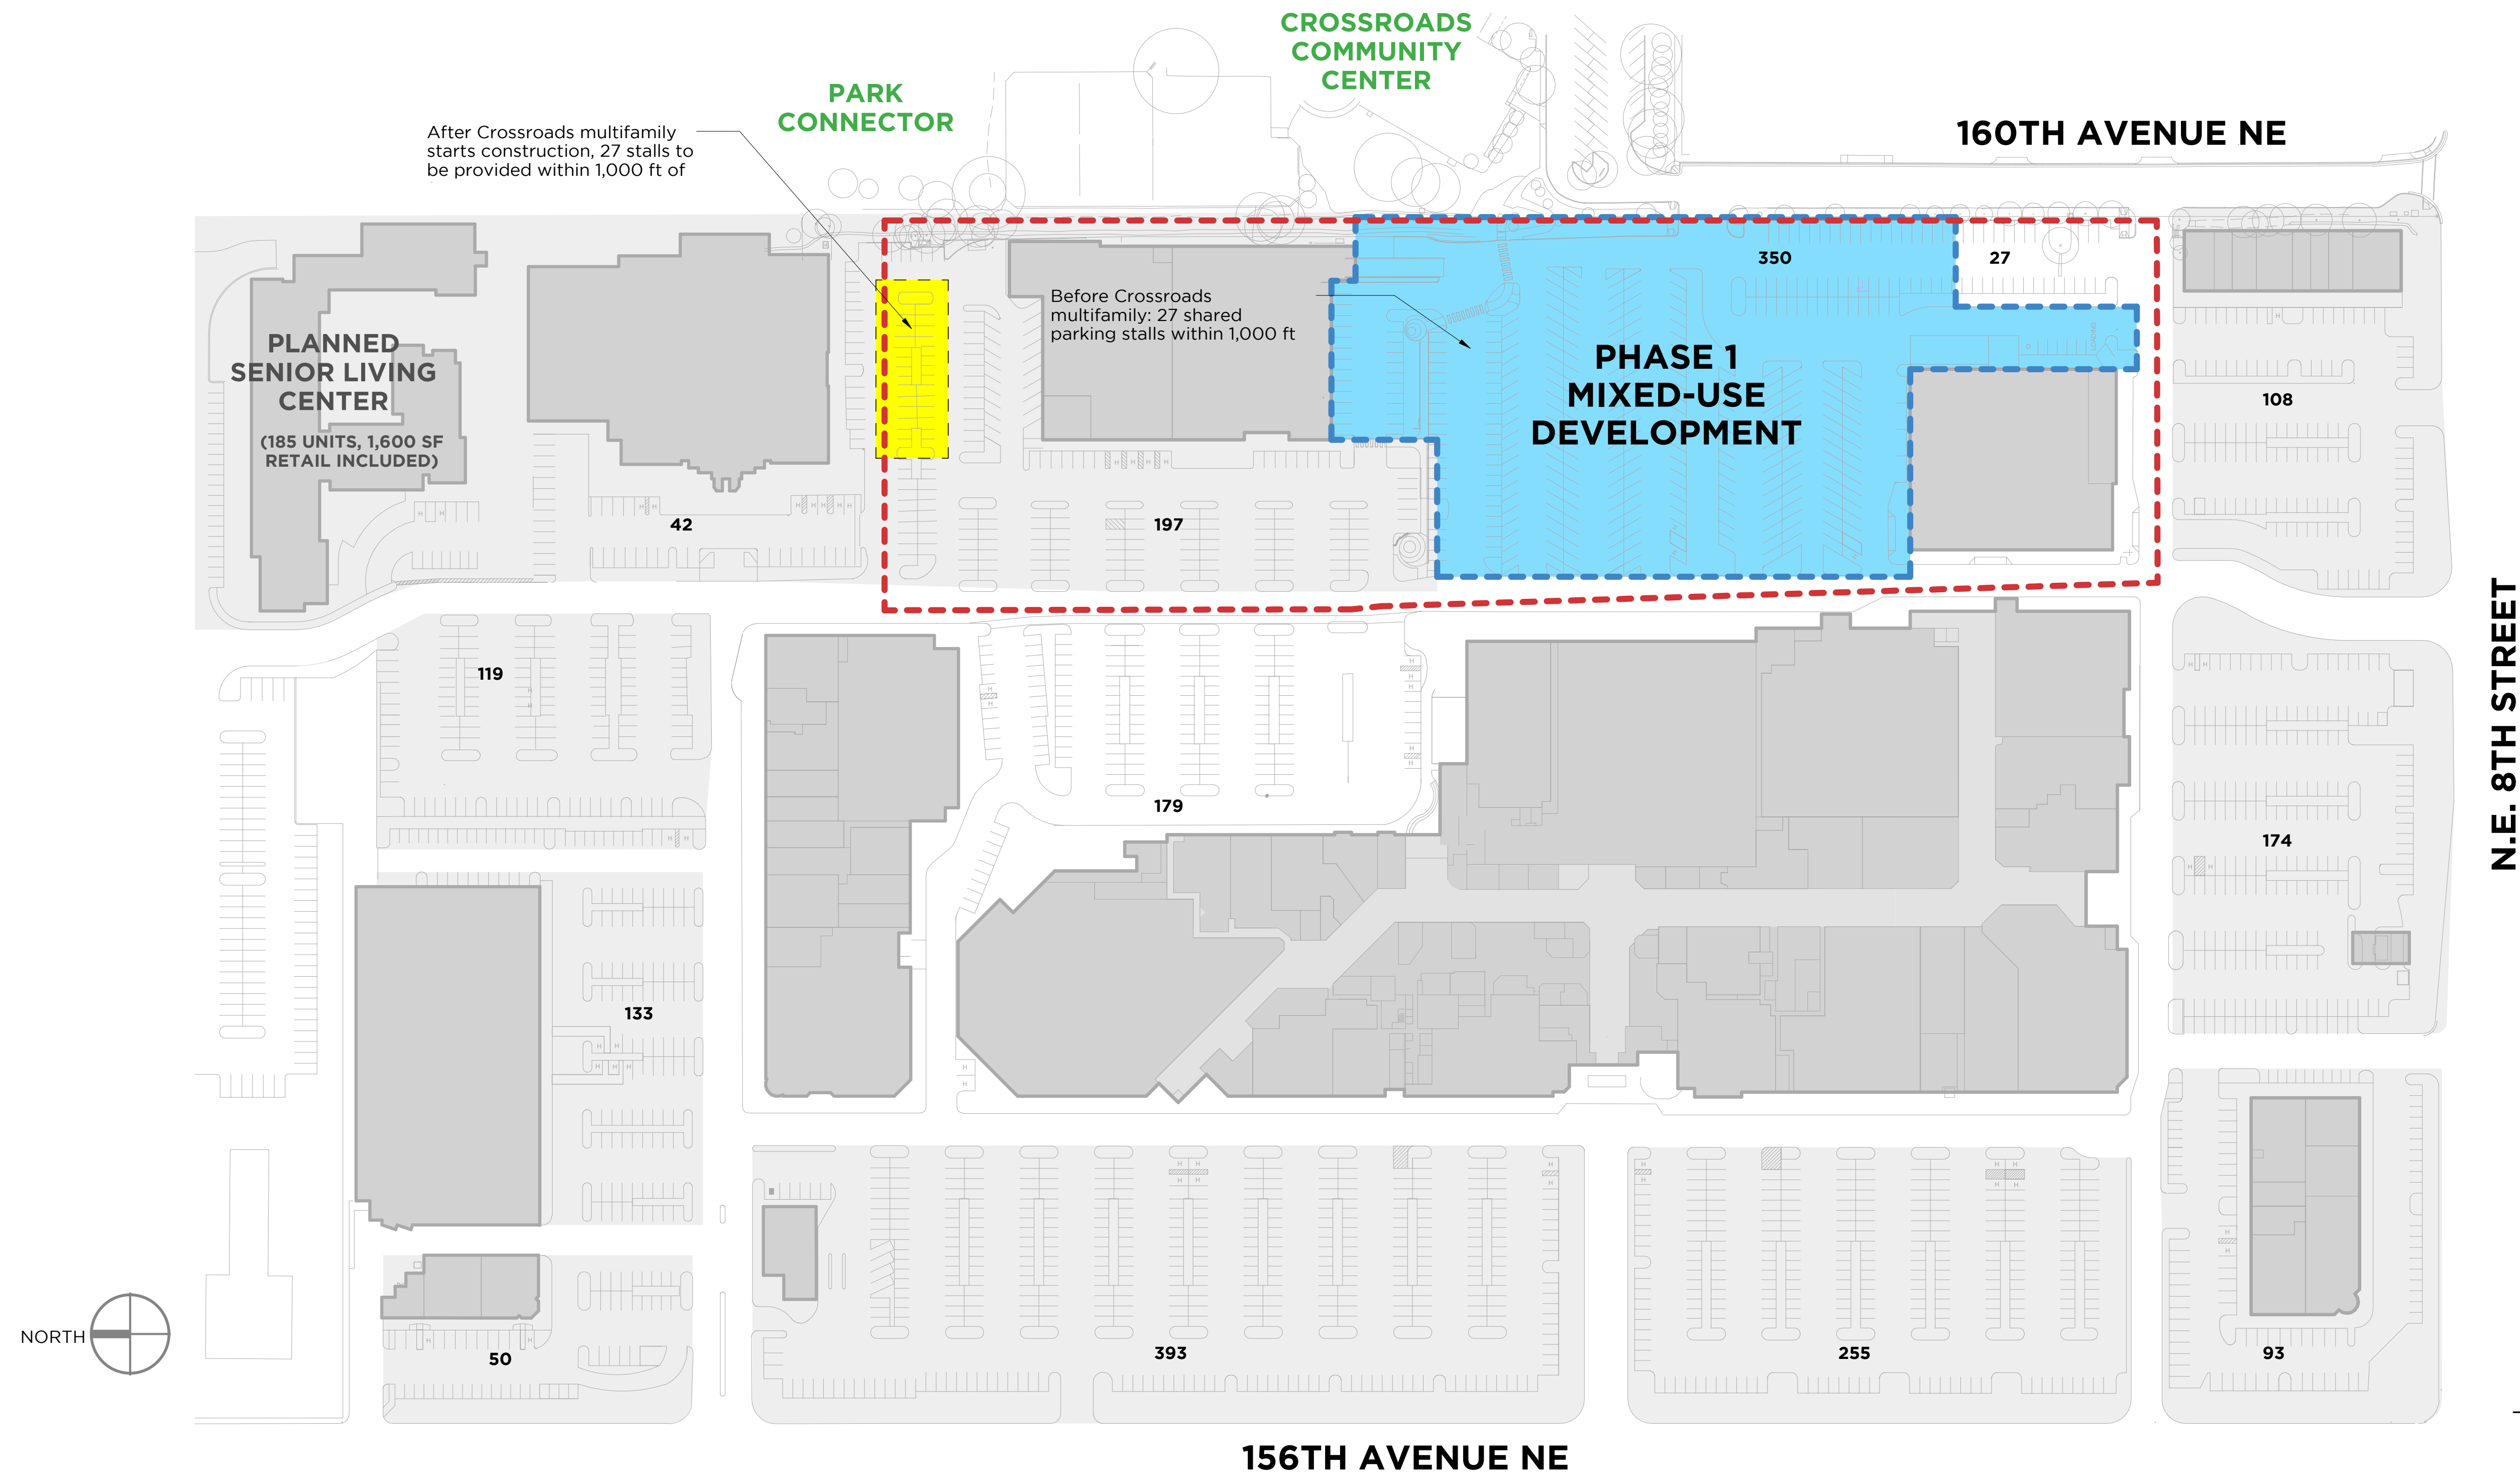 CROSSROADS
COMMUNITY
CENTER
PARK
CONNECTOR
160TH AVENUE NE
After Crossroads multifamily
starts construction, 27 stalls to
be provided within 1,000 ft of
350
27
Before Crossroads
multifamily: 27 shared
parking stalls within 1,000 ft
PLANNED
SENIOR LIVING
CENTER
(185 UNITS, 1,600 SF
RETAIL INCLUDED)
PHASE 1
MIXED-USE
DEVELOPMENT
LOADING
108
42
197
119
179
174
N.E. 8TH STREET
133
NORTH
50
393
255
93
156TH AVENUE NE